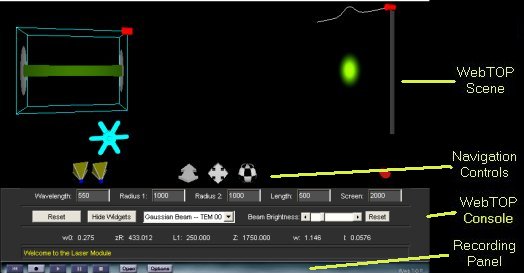 WebTOP
Scene
Navigation
Controls
Wavelength: 550 Radius 1: 1000 Radius 2: 1000 Length: 500 Screen: 2000
WebTOP
Console
Reset Hide Widgets Gaussian Beam -- TEM 00 Beam Brightness: Reset
w0: 0.275 zR: 433.012 L1: 250.000 Z: 1750.000 w: 1.146 t: 0.0576
Recording
Panel
Welcome to the Laser Module
Open Options WebTOP